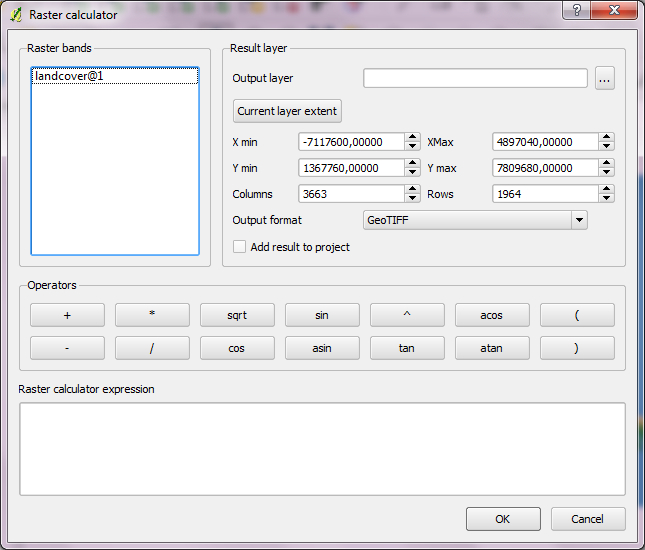 Raster calculator
Raster bands
landcover@1
Result layer
Output layer
...
Current layer extent
X min -7117600,00000 XMax 4897040,00000
Y min 1367760,00000 Y max 7809680,00000
Columns 3663 Rows 1964
Output format GeoTIFF
Add result to project
Operators
+ * sqrt sin ^ acos (
- / cos asin tan atan )
Raster calculator expression
OK Cancel